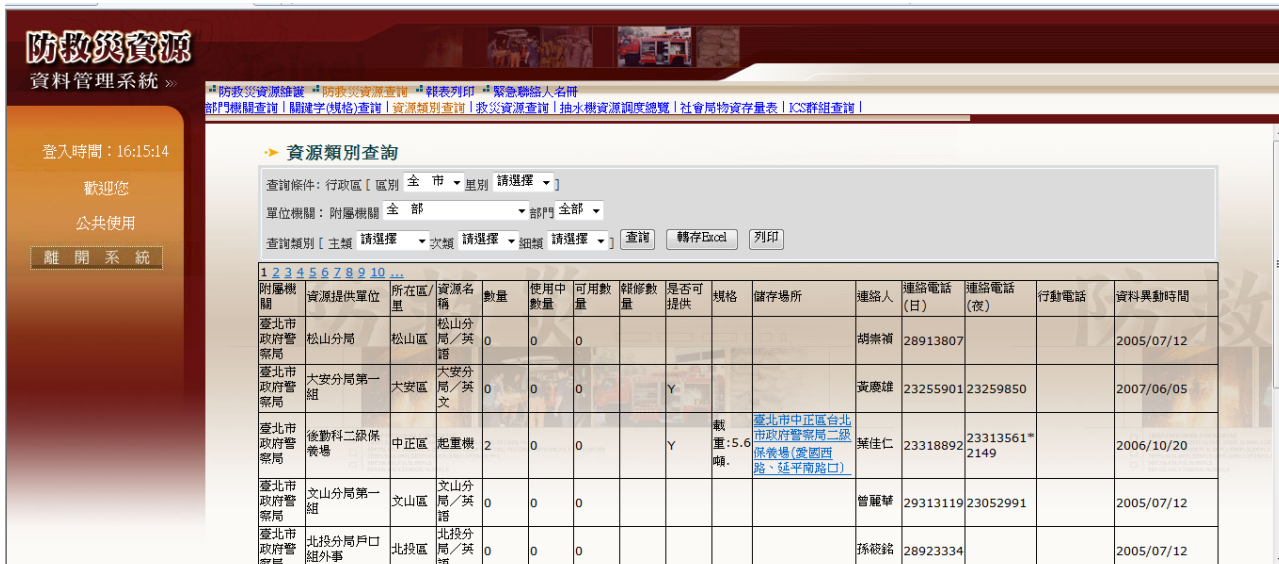 防救災資源
資料管理系統 »
防救災資源維護 防救災資源查詢 報表列印 緊急聯絡人名冊
部門機關查詢 | 關鍵字(規格)查詢 | 資源類別查詢 | 救災資源查詢 | 抽水機資源調度總覽 | 社會局物資存量表 | ICS群組查詢 |
登入時間：16:15:14
歡迎您
公共使用
離 開 系 統
資源類別查詢
查詢條件: 行政區 [ 區別 全 市 里別 請選擇 ]
單位機關： 附屬機關 全 部 部門 全部
查詢類別 [ 主類 請選擇 次類 請選擇 細類 請選擇 ] 查詢 轉存Excel 列印
1 2 3 4 5 6 7 8 9 10 ...
附屬機關 資源提供單位 所在區/里 資源名稱 數量 使用中數量 可用數量 報修數量 是否可提供 規格 儲存場所 連絡人 連絡電話(日) 連絡電話(夜) 行動電話 資料異動時間
臺北市政府警察局 松山分局 松山區 松山分局／英語 0 0 0 胡崇禎 28913807 2005/07/12
臺北市政府警察局 大安分局第一組 大安區 大安分局／英文 0 0 0 Y 黃慶雄 23255901 23259850 2007/06/05
臺北市政府警察局 後勤科二級保養場 中正區 起重機 2 0 0 Y 載重:5.6噸. 臺北市中正區台北市政府警察局二級保養場(愛國西路、延平南路口) 葉佳仁 23318892 23313561*2149 2006/10/20
臺北市政府警察局 文山分局第一組 文山區 文山分局／英語 0 0 0 曾麗華 29313119 23052991 2005/07/12
臺北市政府警察局 北投分局戶口組外事 北投區 北投分局／英語 0 0 0 孫筱銘 28923334 2005/07/12
防救災
防救